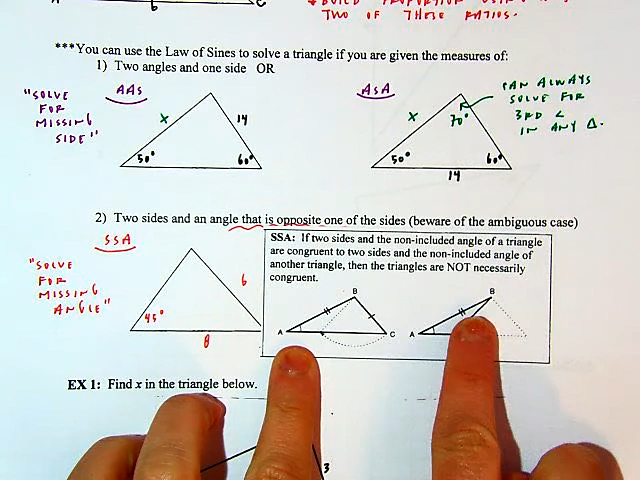 b
TWO OF THESE RATIOS.
***You can use the Law of Sines to solve a triangle if you are given the measures of:
1) Two angles and one side OR
"SOLVE
FOR
MISSING
SIDE"
AAS
x
14
50°
60°
ASA
x
70°
50°
60°
14
CAN ALWAYS
SOLVE FOR
3RD ∠
IN ANY Δ.
2) Two sides and an angle that is opposite one of the sides (beware of the ambiguous case)
SSA
"SOLVE
FOR
MISSING
ANGLE"
45°
6
8
SSA: If two sides and the non-included angle of a triangle
are congruent to two sides and the non-included angle of
another triangle, then the triangles are NOT necessarily
congruent.
B
A
C
B
A
EX 1: Find x in the triangle below.
3